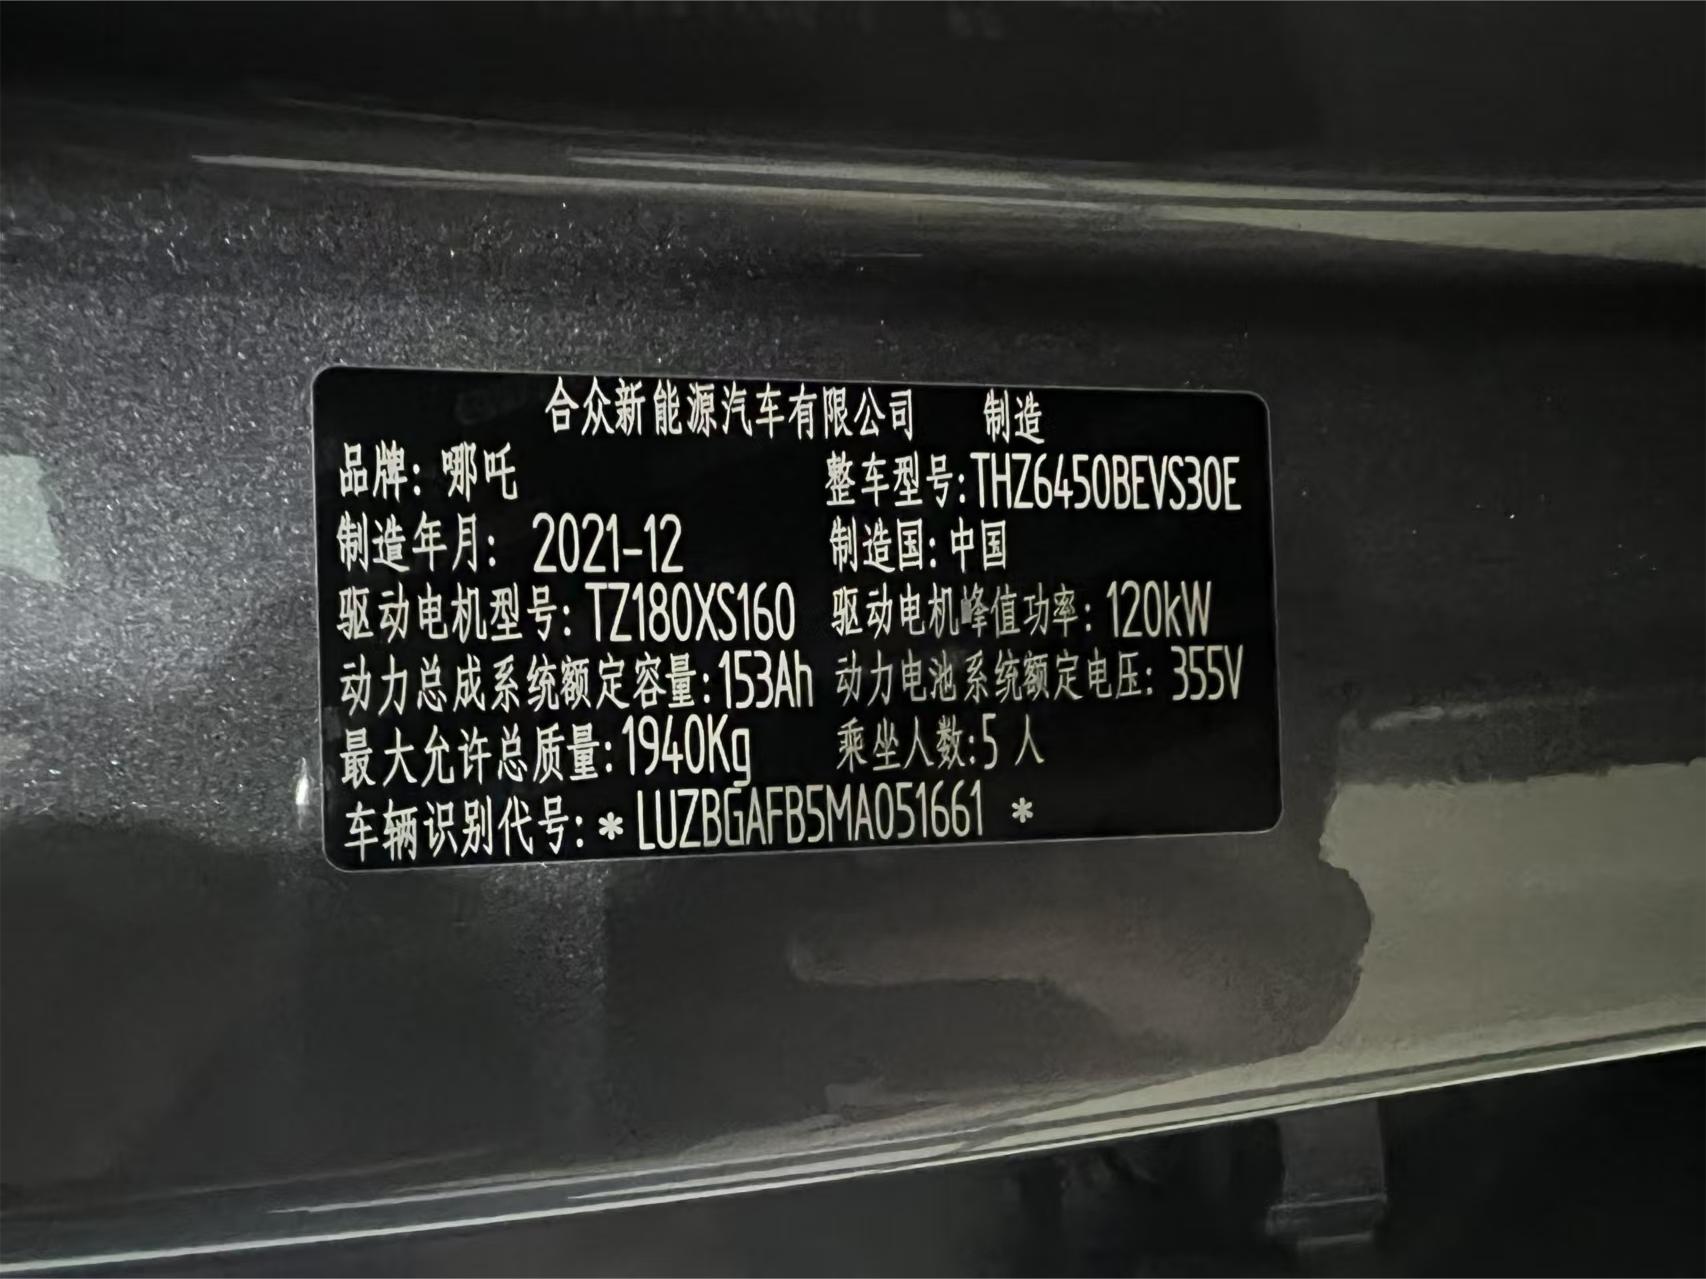 合众新能源汽车有限公司 制造
品牌: 哪吒 整车型号:THZ6450BEVS30E
制造年月: 2021-12 制造国:中国
驱动电机型号: TZ180XS160 驱动电机峰值功率: 120kW
动力总成系统额定容量:153Ah 动力电池系统额定电压: 355V
最大允许总质量:1940Kg 乘坐人数:5 人
车辆识别代号: * LUZBGAFB5MA051661 *